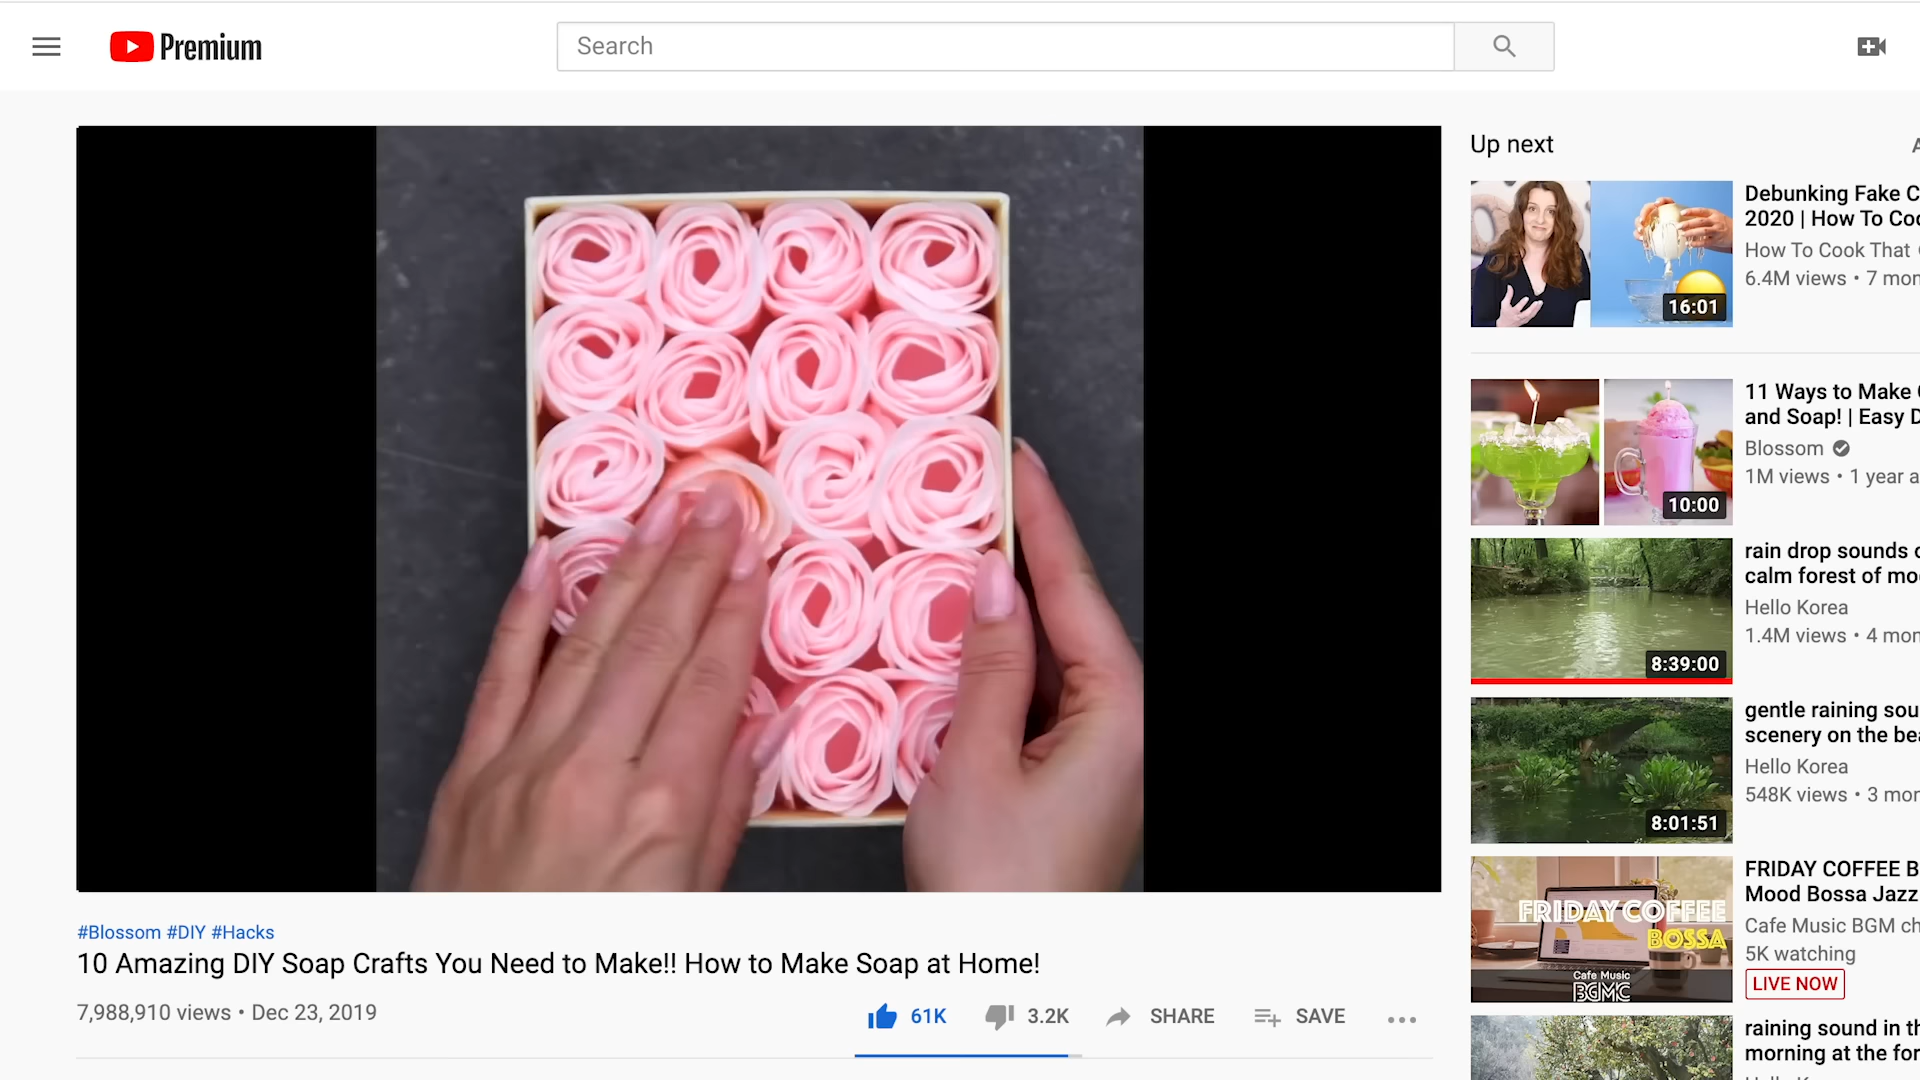 Premium
Search
Up next
A
Debunking Fake C
2020 | How To Coo
How To Cook That
6.4M views • 7 mon
16:01
11 Ways to Make
and Soap! | Easy D
Blossom
1M views • 1 year a
10:00
rain drop sounds
calm forest of mo
Hello Korea
1.4M views • 4 mon
8:39:00
gentle raining sou
scenery on the bea
Hello Korea
548K views • 3 mon
8:01:51
FRIDAY COFFEE B
Mood Bossa Jazz
Cafe Music BGM ch
5K watching
LIVE NOW
FRIDAY COFFEE
BOSSA
Cafe Music
BGMC
raining sound in th
morning at the for
#Blossom #DIY #Hacks
10 Amazing DIY Soap Crafts You Need to Make!! How to Make Soap at Home!
7,988,910 views • Dec 23, 2019
61K
3.2K
SHARE
SAVE